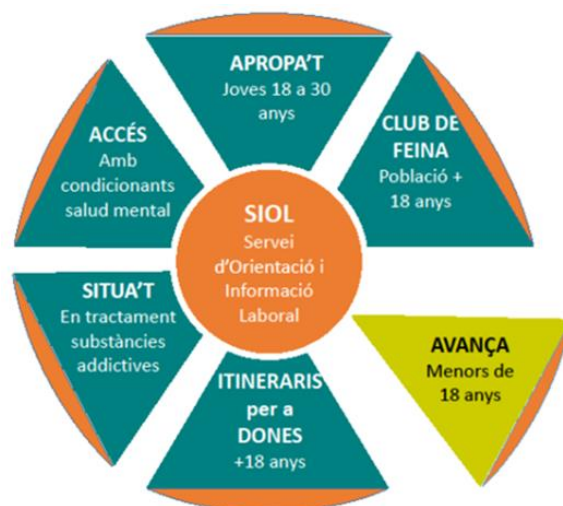 APROPA'T
Joves 18 a 30
anys
CLUB DE
FEINA
Població +
18 anys
AVANÇA
Menors de
18 anys
ITINERARIS
per a
DONES
+18 anys
SITUA'T
En tractament
substàncies
addictives
ACCÉS
Amb
condicionants
salud mental
SIOL
Servei
d'Orientació i
Informació
Laboral